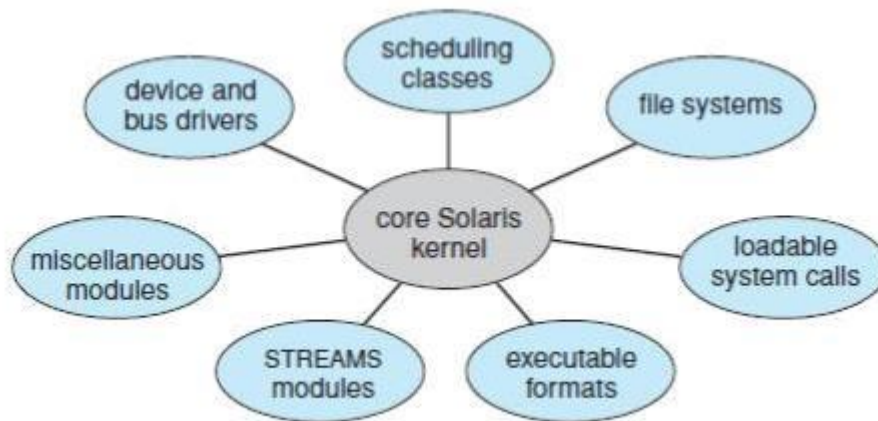 scheduling
classes
device and
bus drivers
file systems
core Solaris
kernel
miscellaneous
modules
loadable
system calls
STREAMS
modules
executable
formats